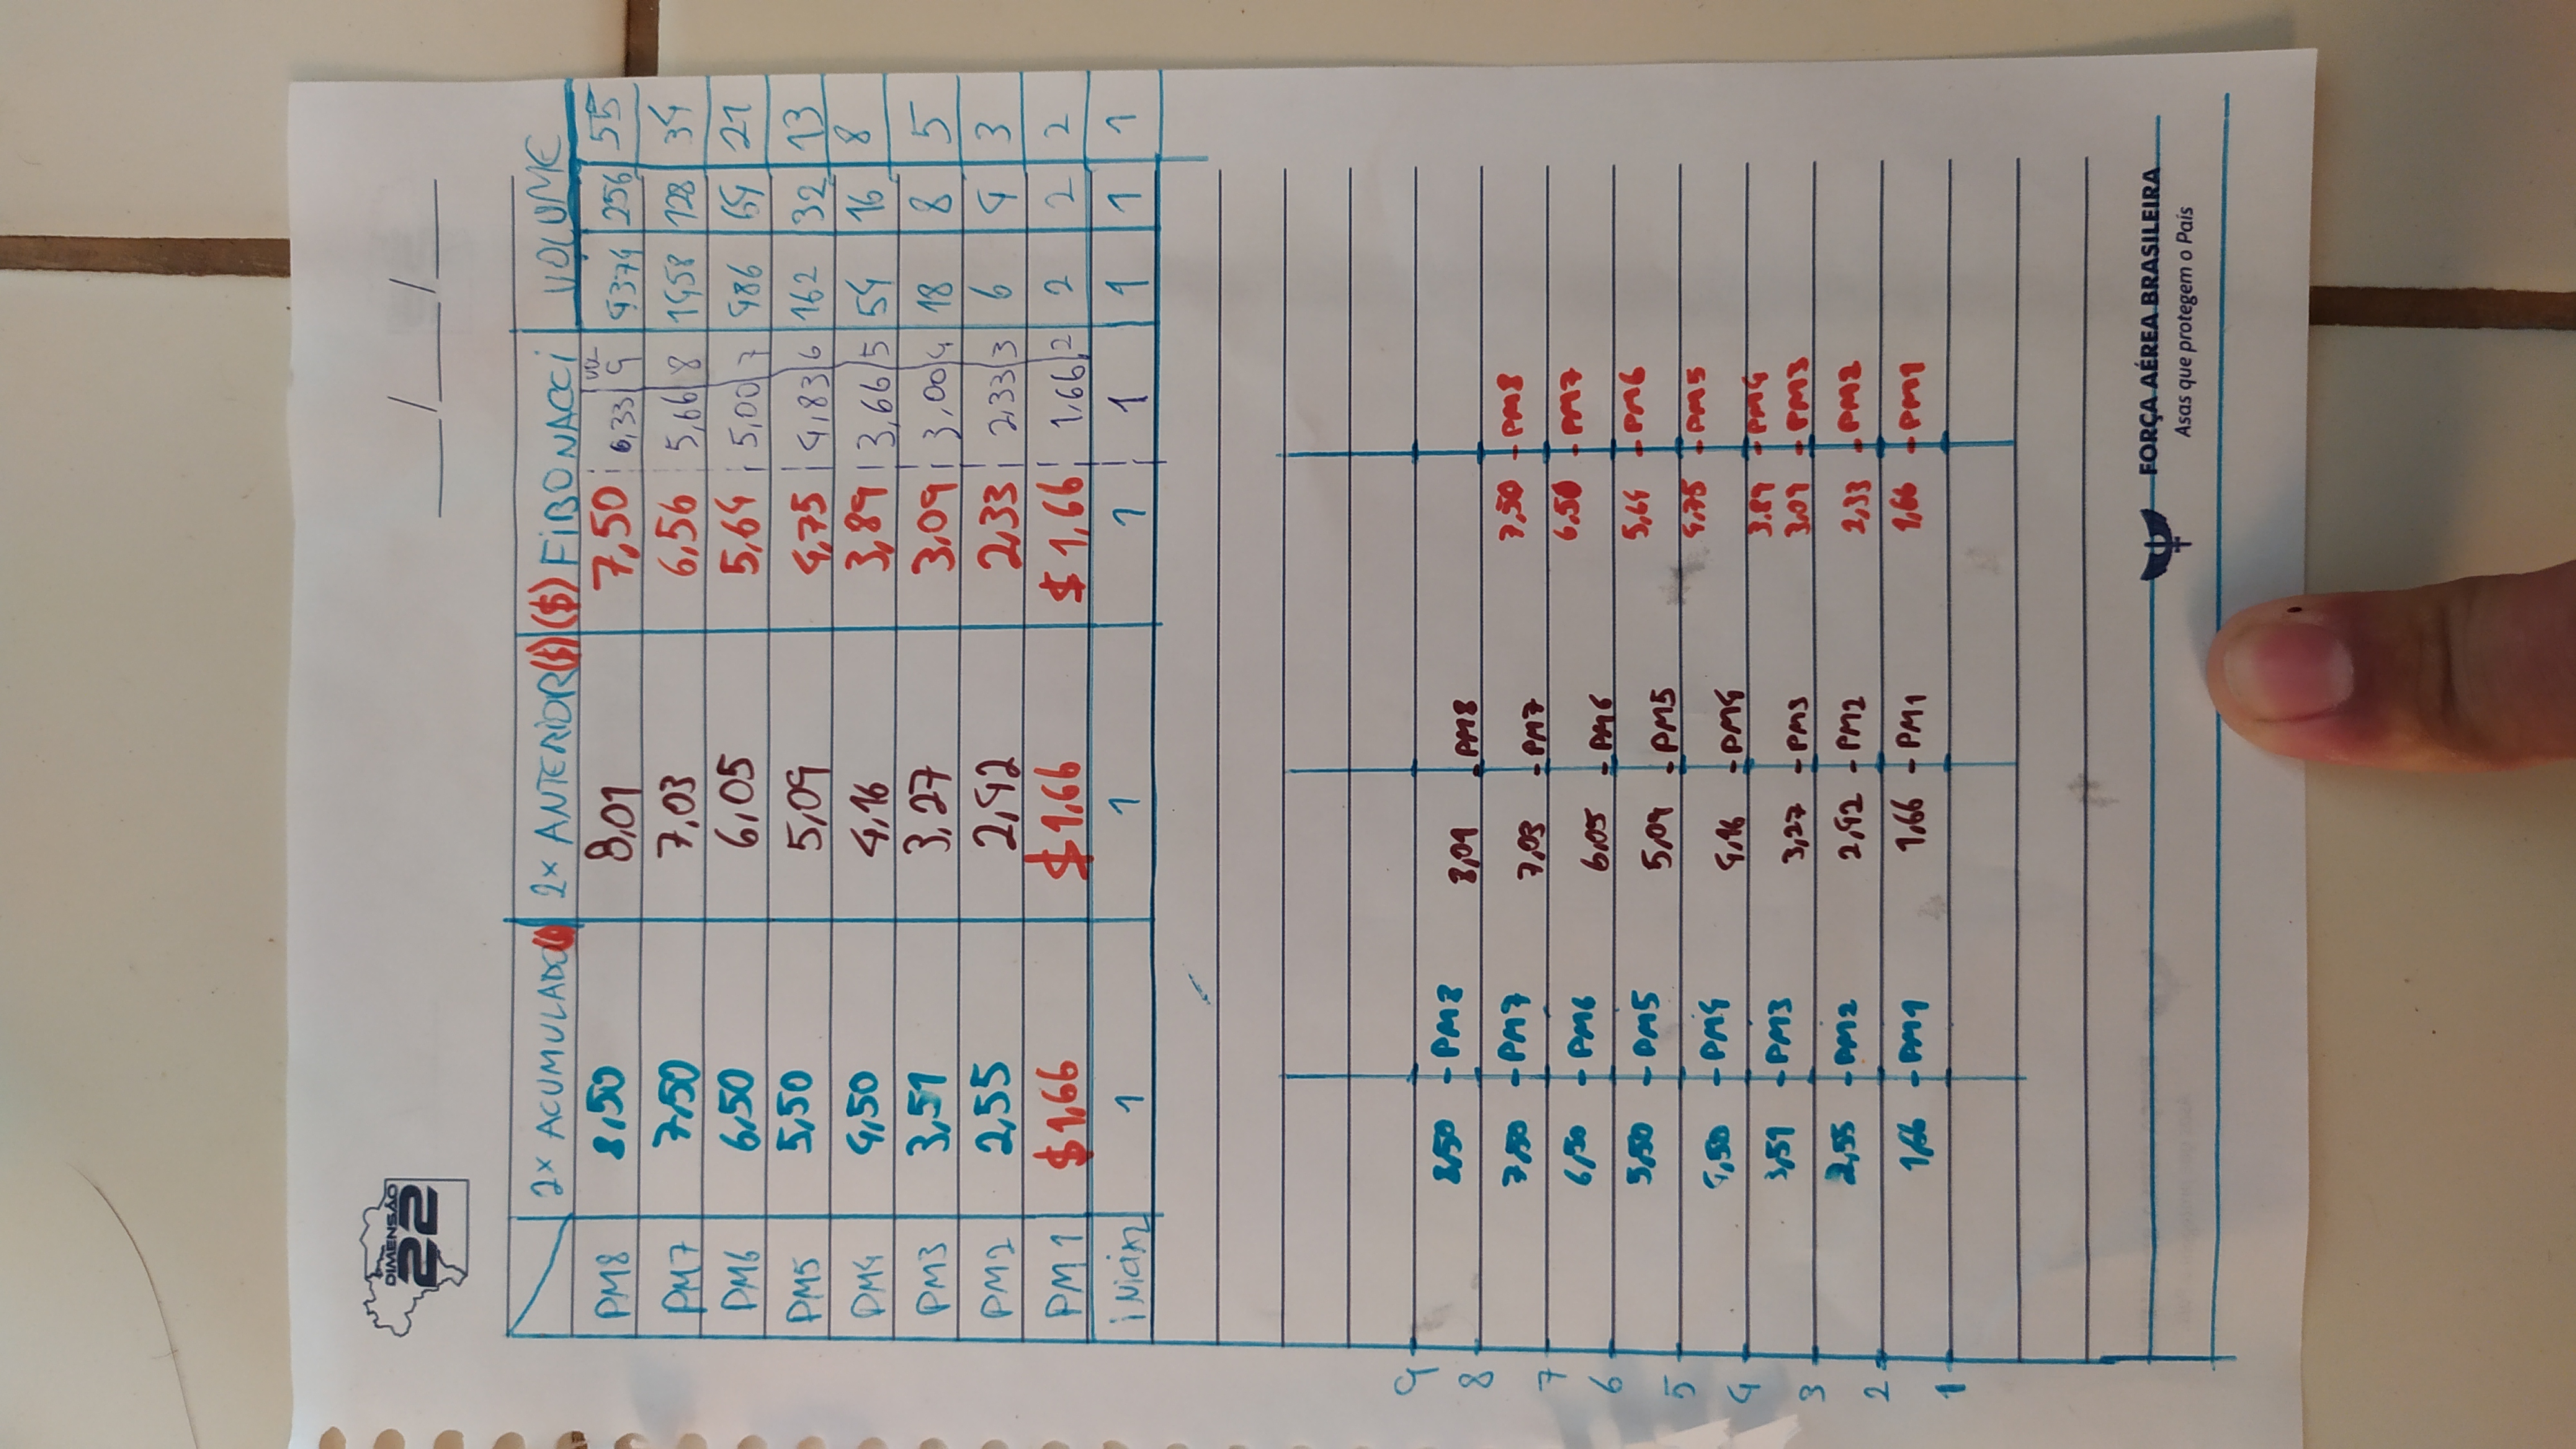 DIMENSÃO
22
/ /
2× ACUMULADO 2× ANTERIOR ($) ($) FIBONACCI VOLUME
VOL
PM8 8,50 8,01 7,50 6,33 9 4374 256 55
PM7 7,50 7,03 6,56 5,66 8 1458 128 34
PM6 6,50 6,05 5,64 5,00 7 486 64 21
PM5 5,50 5,09 4,75 4,83 6 162 32 13
PM4 4,50 4,16 3,89 3,66 5 54 16 8
PM3 3,51 3,27 3,09 3,00 4 18 8 5
PM2 2,55 2,42 2,33 2,33 3 6 4 3
PM1 $1,66 $1,66 $1,66 1,66 2 2 2 2
INICIAL 1 1 1 1 1 1 1
9
8,50 PM8 8,01 PM8
8
7,50 PM7 7,03 PM7 7,50 PM8
7
6,50 PM6 6,05 PM6 6,50 PM7
6
5,50 PM5 5,09 PM5 5,64 PM6
5
4,50 PM4 4,16 PM4 4,75 PM5
4
3,89 PM4
3,51 PM3 3,27 PM3 3,09 PM3
3
2,55 PM2 2,42 PM2 2,33 PM2
2
1,66 PM1 1,66 PM1 1,66 PM1
1
FORÇA AÉREA BRASILEIRA
Asas que protegem o País